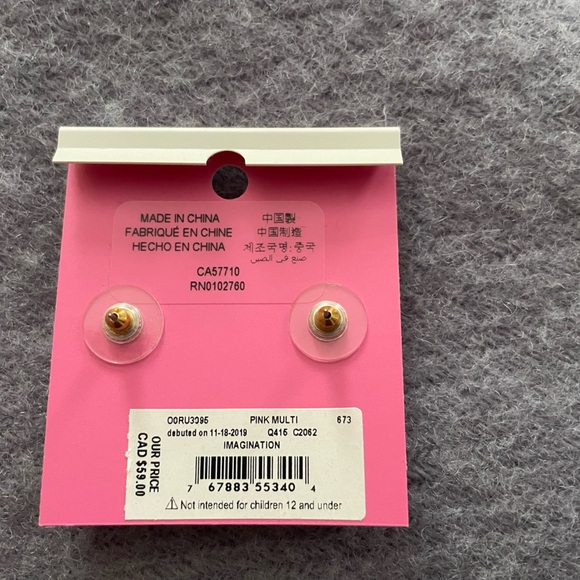 MADE IN CHINA
FABRIQUÉ EN CHINE
HECHO EN CHINA
中国製
中国制造
제조국명:중국
صنع في الصين
CA57710
RN0102760
O0RU3395 PINK MULTI 673
debuted on 11-18-2019 Q415 C2062
IMAGINATION
OUR PRICE
CAD $59.00
7 67883 55340 4
⚠ Not intended for children 12 and under